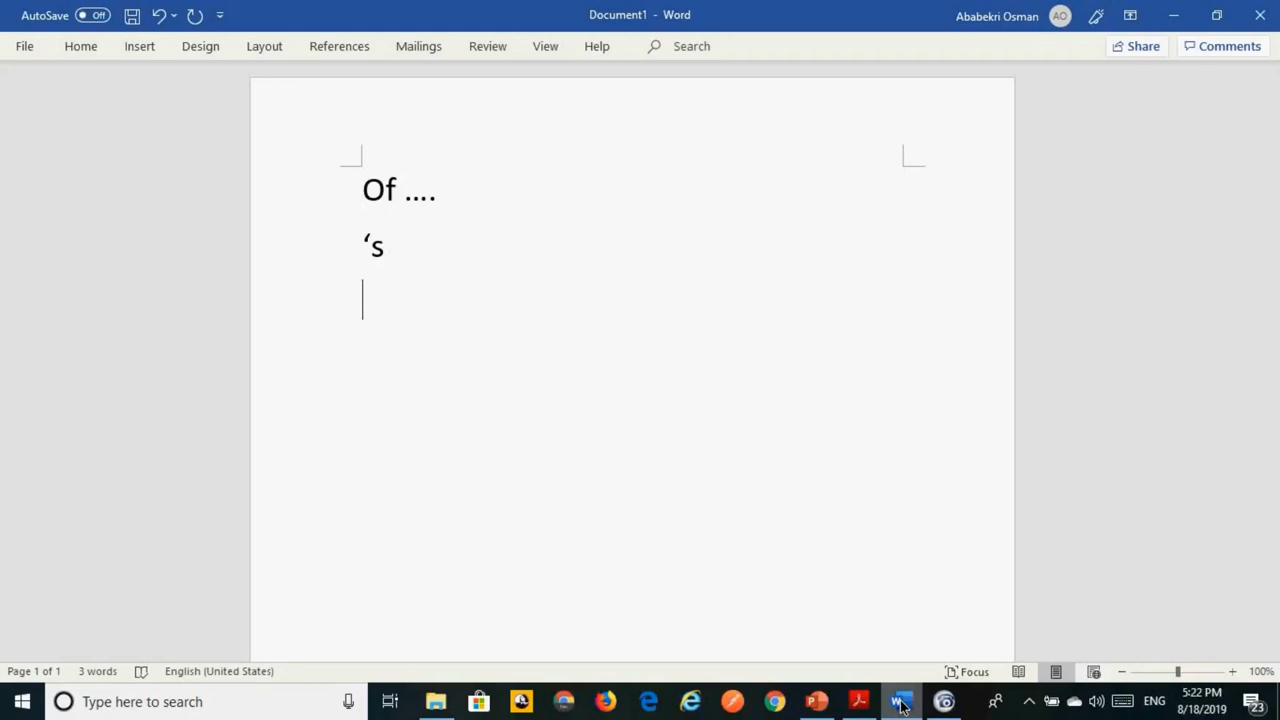 AutoSave Off Document1 - Word Ababekri Osman AO
File Home Insert Design Layout References Mailings Review View Help Search Share Comments
Of ….
‘s
Page 1 of 1 3 words English (United States) Focus 100%
Type here to search ENG 5:22 PM
8/18/2019 23